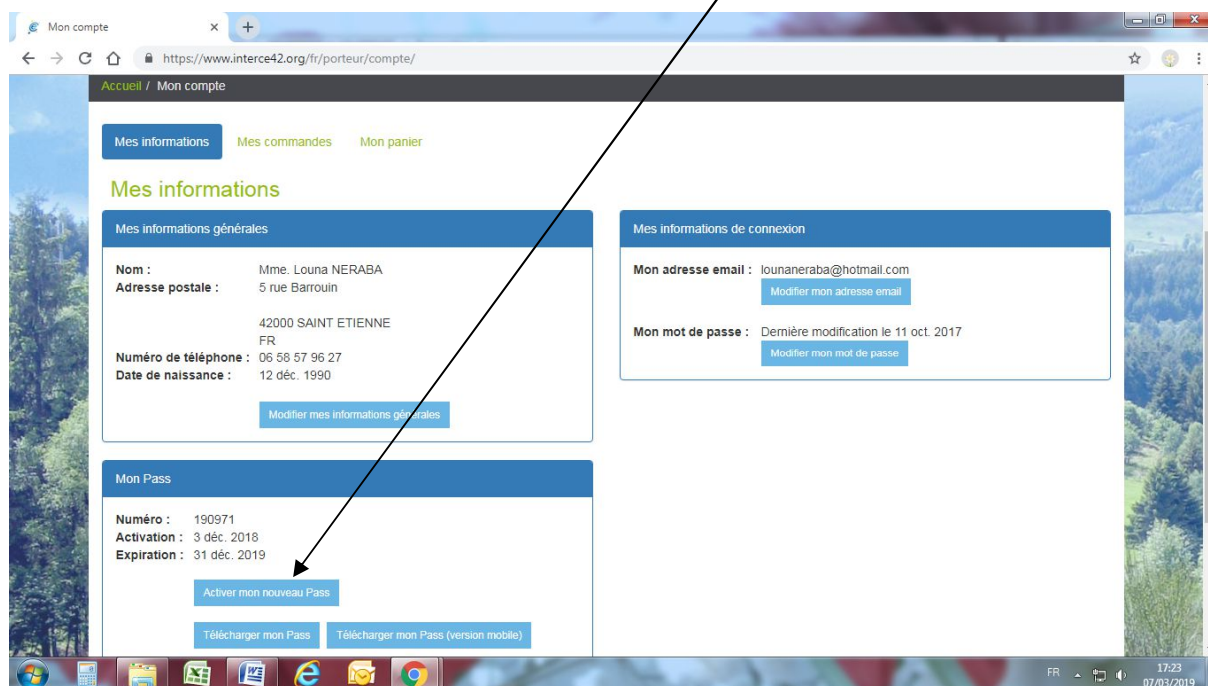 Mon compte
https://www.interce42.org/fr/porteur/compte/
Accueil / Mon compte
Mes informations Mes commandes Mon panier
Mes informations
Mes informations générales
Nom : Mme. Louna NERABA
Adresse postale : 5 rue Barrouin
42000 SAINT ETIENNE
FR
Numéro de téléphone : 06 58 57 96 27
Date de naissance : 12 déc. 1990
Modifier mes informations générales
Mes informations de connexion
Mon adresse email : lounaneraba@hotmail.com
Modifier mon adresse email
Mon mot de passe : Dernière modification le 11 oct. 2017
Modifier mon mot de passe
Mon Pass
Numéro : 190971
Activation : 3 déc. 2018
Expiration : 31 déc. 2019
Activer mon nouveau Pass
Télécharger mon Pass Télécharger mon Pass (version mobile)
FR 17:23
07/03/2019